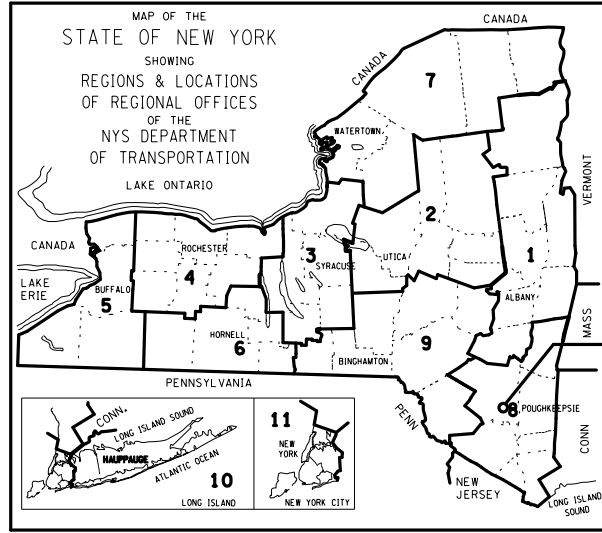 MAP OF THE
STATE OF NEW YORK
SHOWING
REGIONS & LOCATIONS
OF REGIONAL OFFICES
OF THE
NYS DEPARTMENT
OF TRANSPORTATION
CANADA
CANADA
7
WATERTOWN
LAKE ONTARIO
VERMONT
2
1
CANADA
ROCHESTER
3
SYRACUSE
UTICA
4
LAKE
ERIE
BUFFALO
5
ALBANY
MASS
HORNELL
6
9
BINGHAMTON
PENNSYLVANIA
PENN
8
POUGHKEEPSIE
CONN
NEW
JERSEY
LONG ISLAND
SOUND
CONN.
LONG ISLAND SOUND
HAUPPAUGE
ATLANTIC OCEAN
10
LONG ISLAND
11
NEW
YORK
NEW YORK CITY